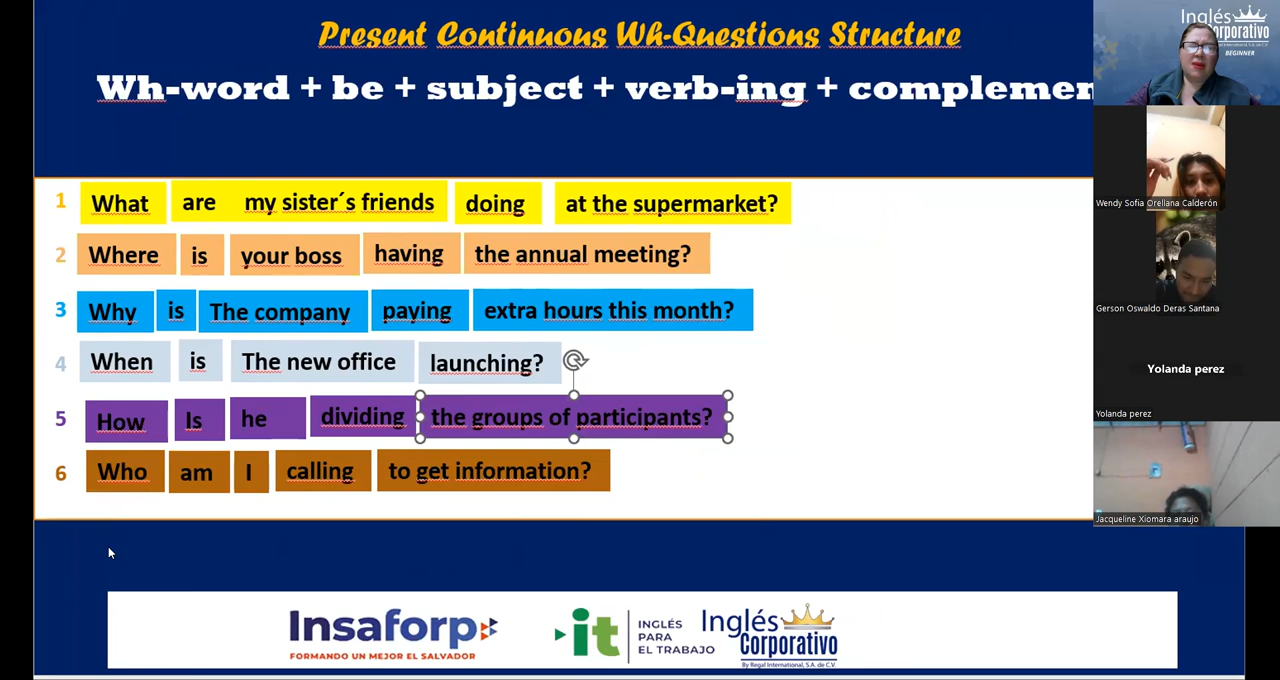 Present Continuous Wh-Questions Structure
Wh-word + be + subject + verb-ing + complemen
1 What are my sister´s friends doing at the supermarket?
2 Where is your boss having the annual meeting?
3 Why is The company paying extra hours this month?
4 When is The new office launching?
5 How Is he dividing the groups of participants?
6 Who am I calling to get information?
Insaforp
FORMANDO UN MEJOR EL SALVADOR
it
INGLÉS
PARA
EL TRABAJO
Inglés
Corporativo
By Regal International, S.A. de C.V.
Inglés
Corporativo
By Regal International, S.A. de C.V.
BEGINNER
Wendy Sofia Orellana Calderón
Gerson Oswaldo Deras Santana
Yolanda perez
Yolanda perez
Jacqueline Xiomara araujo